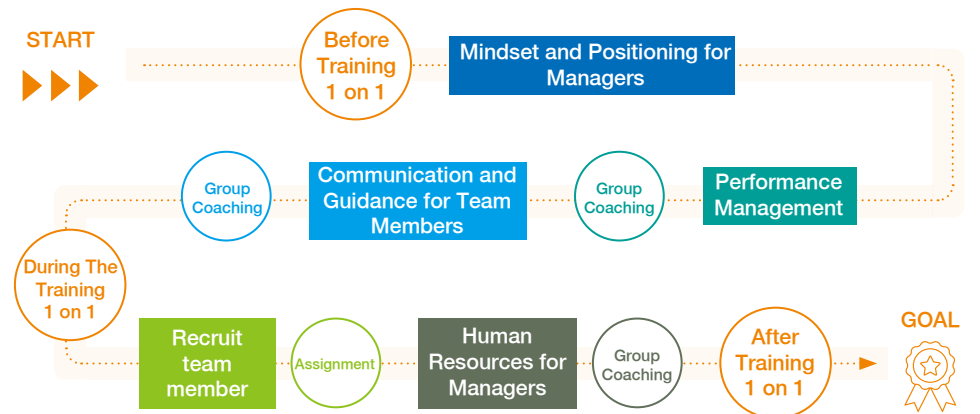 START
Before
Training
1 on 1
Mindset and Positioning for
Managers
Performance
Management
Group
Coaching
Communication and
Guidance for Team
Members
Group
Coaching
During The
Training
1 on 1
Recruit
team
member
Assignment
Human
Resources for
Managers
Group
Coaching
After
Training
1 on 1
GOAL